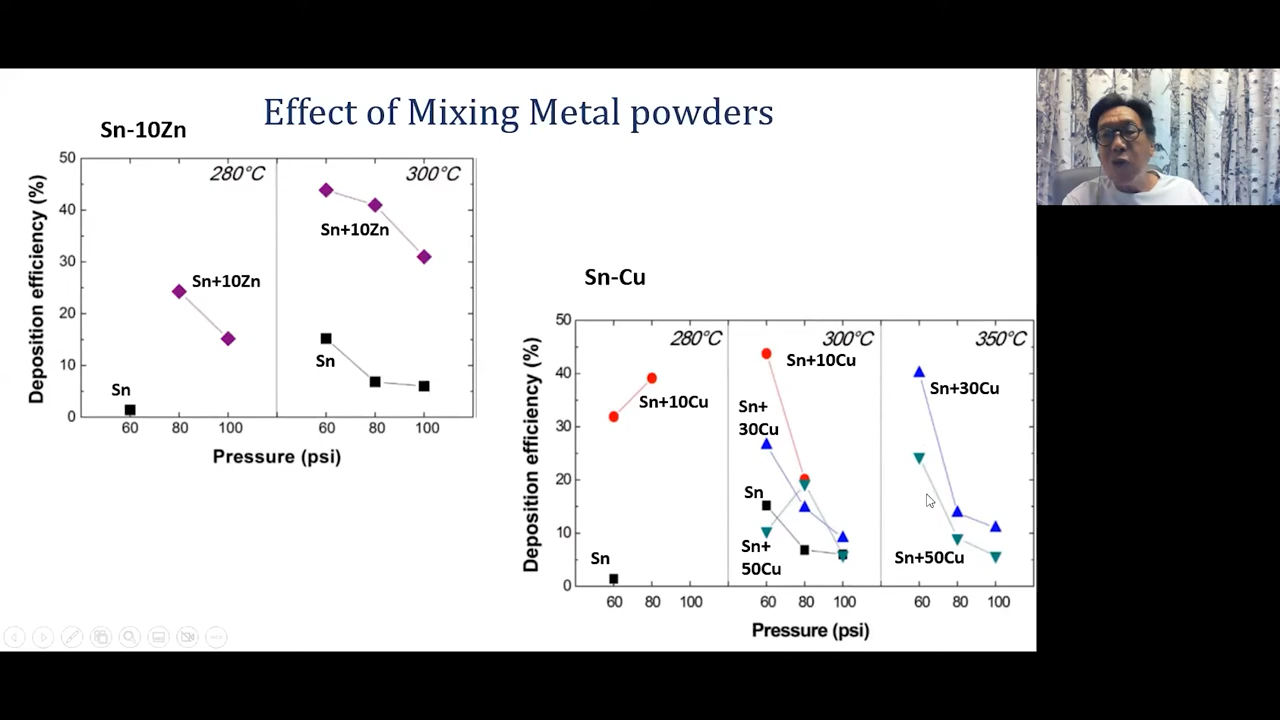 Effect of Mixing Metal powders
Sn-10Zn
50
40
30
20
10
0
Deposition efficiency (%)
280°C
300°C
Sn+10Zn
Sn+10Zn
Sn
Sn
60 80 100 60 80 100
Pressure (psi)
Sn-Cu
50
40
30
20
10
0
Deposition efficiency (%)
280°C
300°C
350°C
Sn+10Cu
Sn
Sn+10Cu
Sn+
30Cu
Sn
Sn+
50Cu
Sn+30Cu
Sn+50Cu
60 80 100 60 80 100 60 80 100
Pressure (psi)